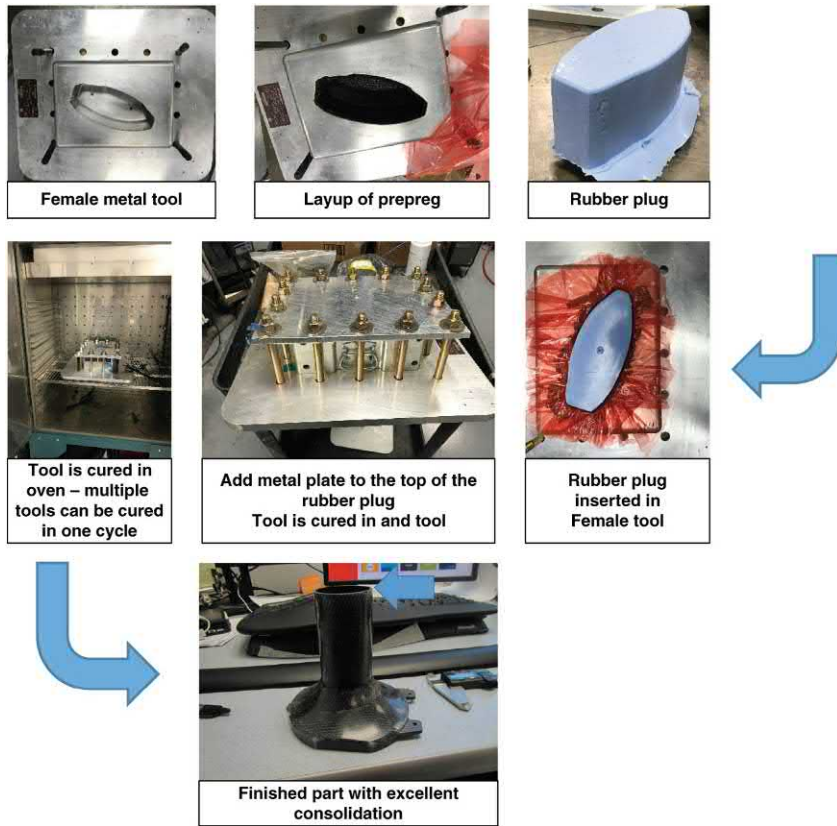 Female metal tool
Layup of prepreg
Rubber plug
Tool is cured in
oven – multiple
tools can be cured
in one cycle
Add metal plate to the top of the
rubber plug
Tool is cured in and tool
Rubber plug
inserted in
Female tool
Finished part with excellent
consolidation